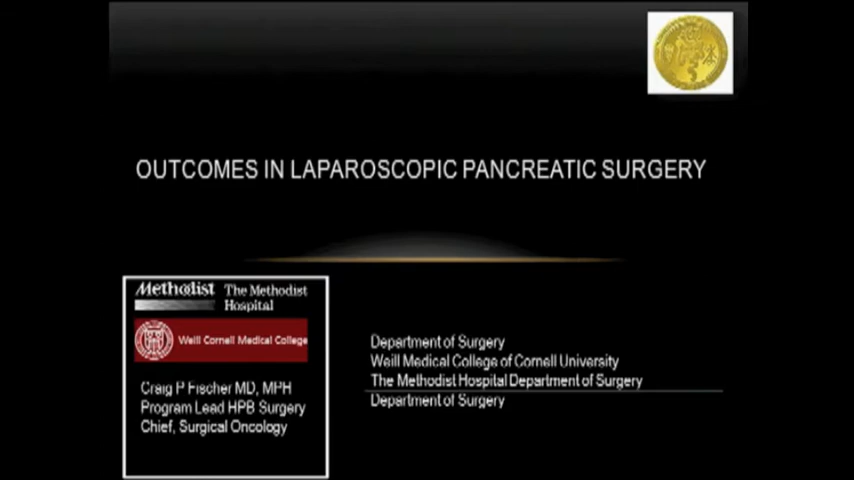 OUTCOMES IN LAPAROSCOPIC PANCREATIC SURGERY
Methodist The Methodist
Hospital
Weill Cornell Medical College
Craig P Fischer MD, MPH
Program Lead HPB Surgery
Chief, Surgical Oncology
Department of Surgery
Weill Medical College of Cornell University
The Methodist Hospital Department of Surgery
Department of Surgery